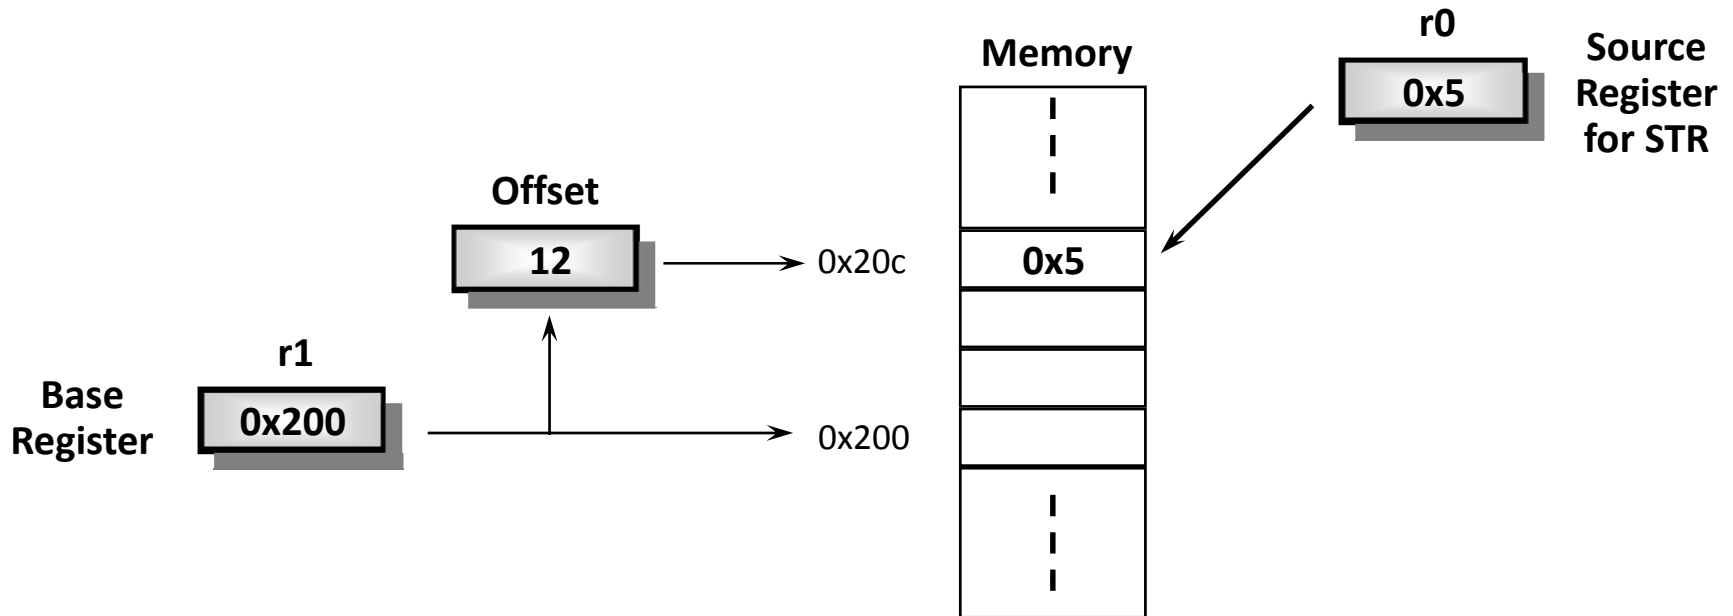 r0
Memory
0x5
Source
Register
for STR
Offset
12
0x20c
0x5
r1
Base
Register
0x200
0x200